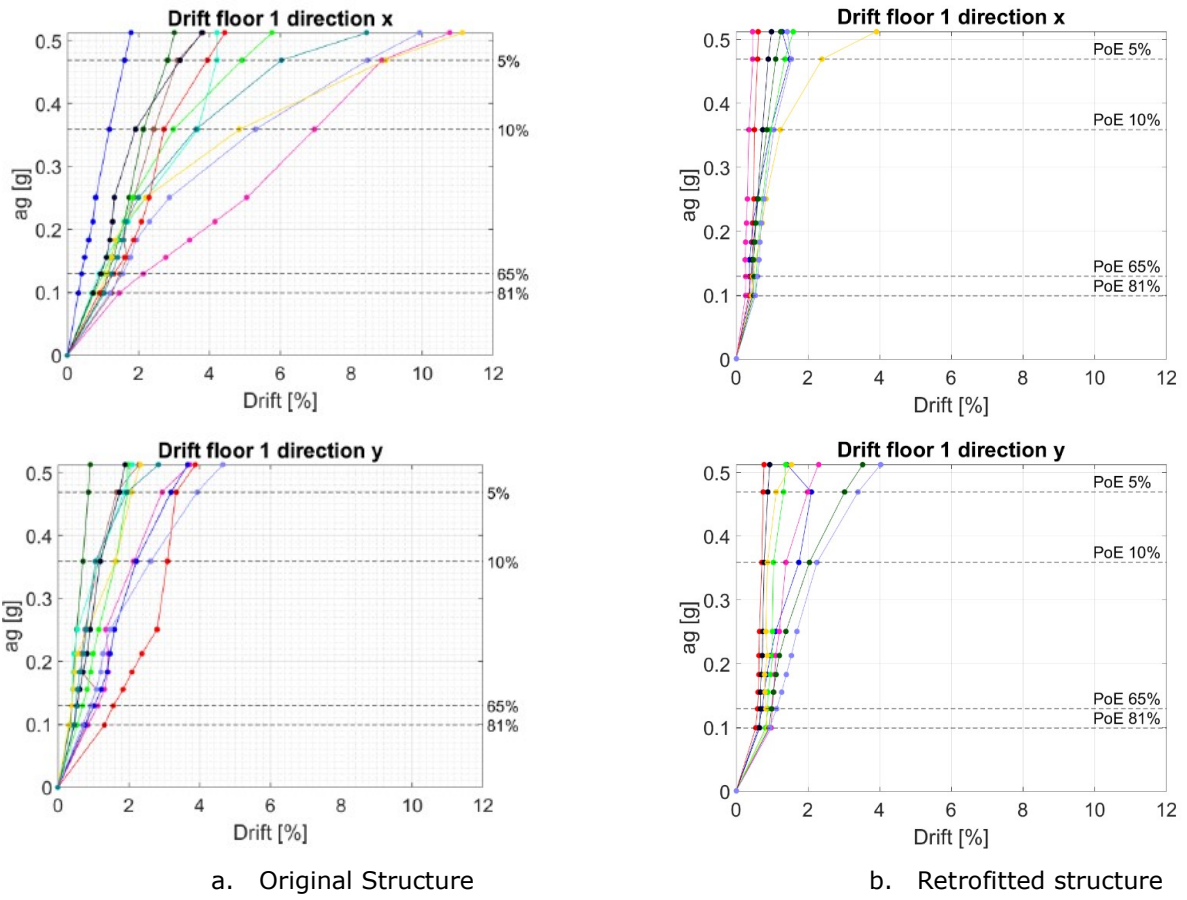 Drift floor 1 direction x
0.5
0.4
0.3
0.2
0.1
0
ag [g]
5%
10%
65%
81%
0 2 4 6 8 10 12
Drift [%]
Drift floor 1 direction x
0.5
0.4
0.3
0.2
0.1
0
ag [g]
PoE 5%
PoE 10%
PoE 65%
PoE 81%
0 2 4 6 8 10 12
Drift [%]
Drift floor 1 direction y
0.5
0.4
0.3
0.2
0.1
0
ag [g]
5%
10%
65%
81%
0 2 4 6 8 10 12
Drift [%]
Drift floor 1 direction y
0.5
0.4
0.3
0.2
0.1
0
ag [g]
PoE 5%
PoE 10%
PoE 65%
PoE 81%
0 2 4 6 8 10 12
Drift [%]
a. Original Structure
b. Retrofitted structure